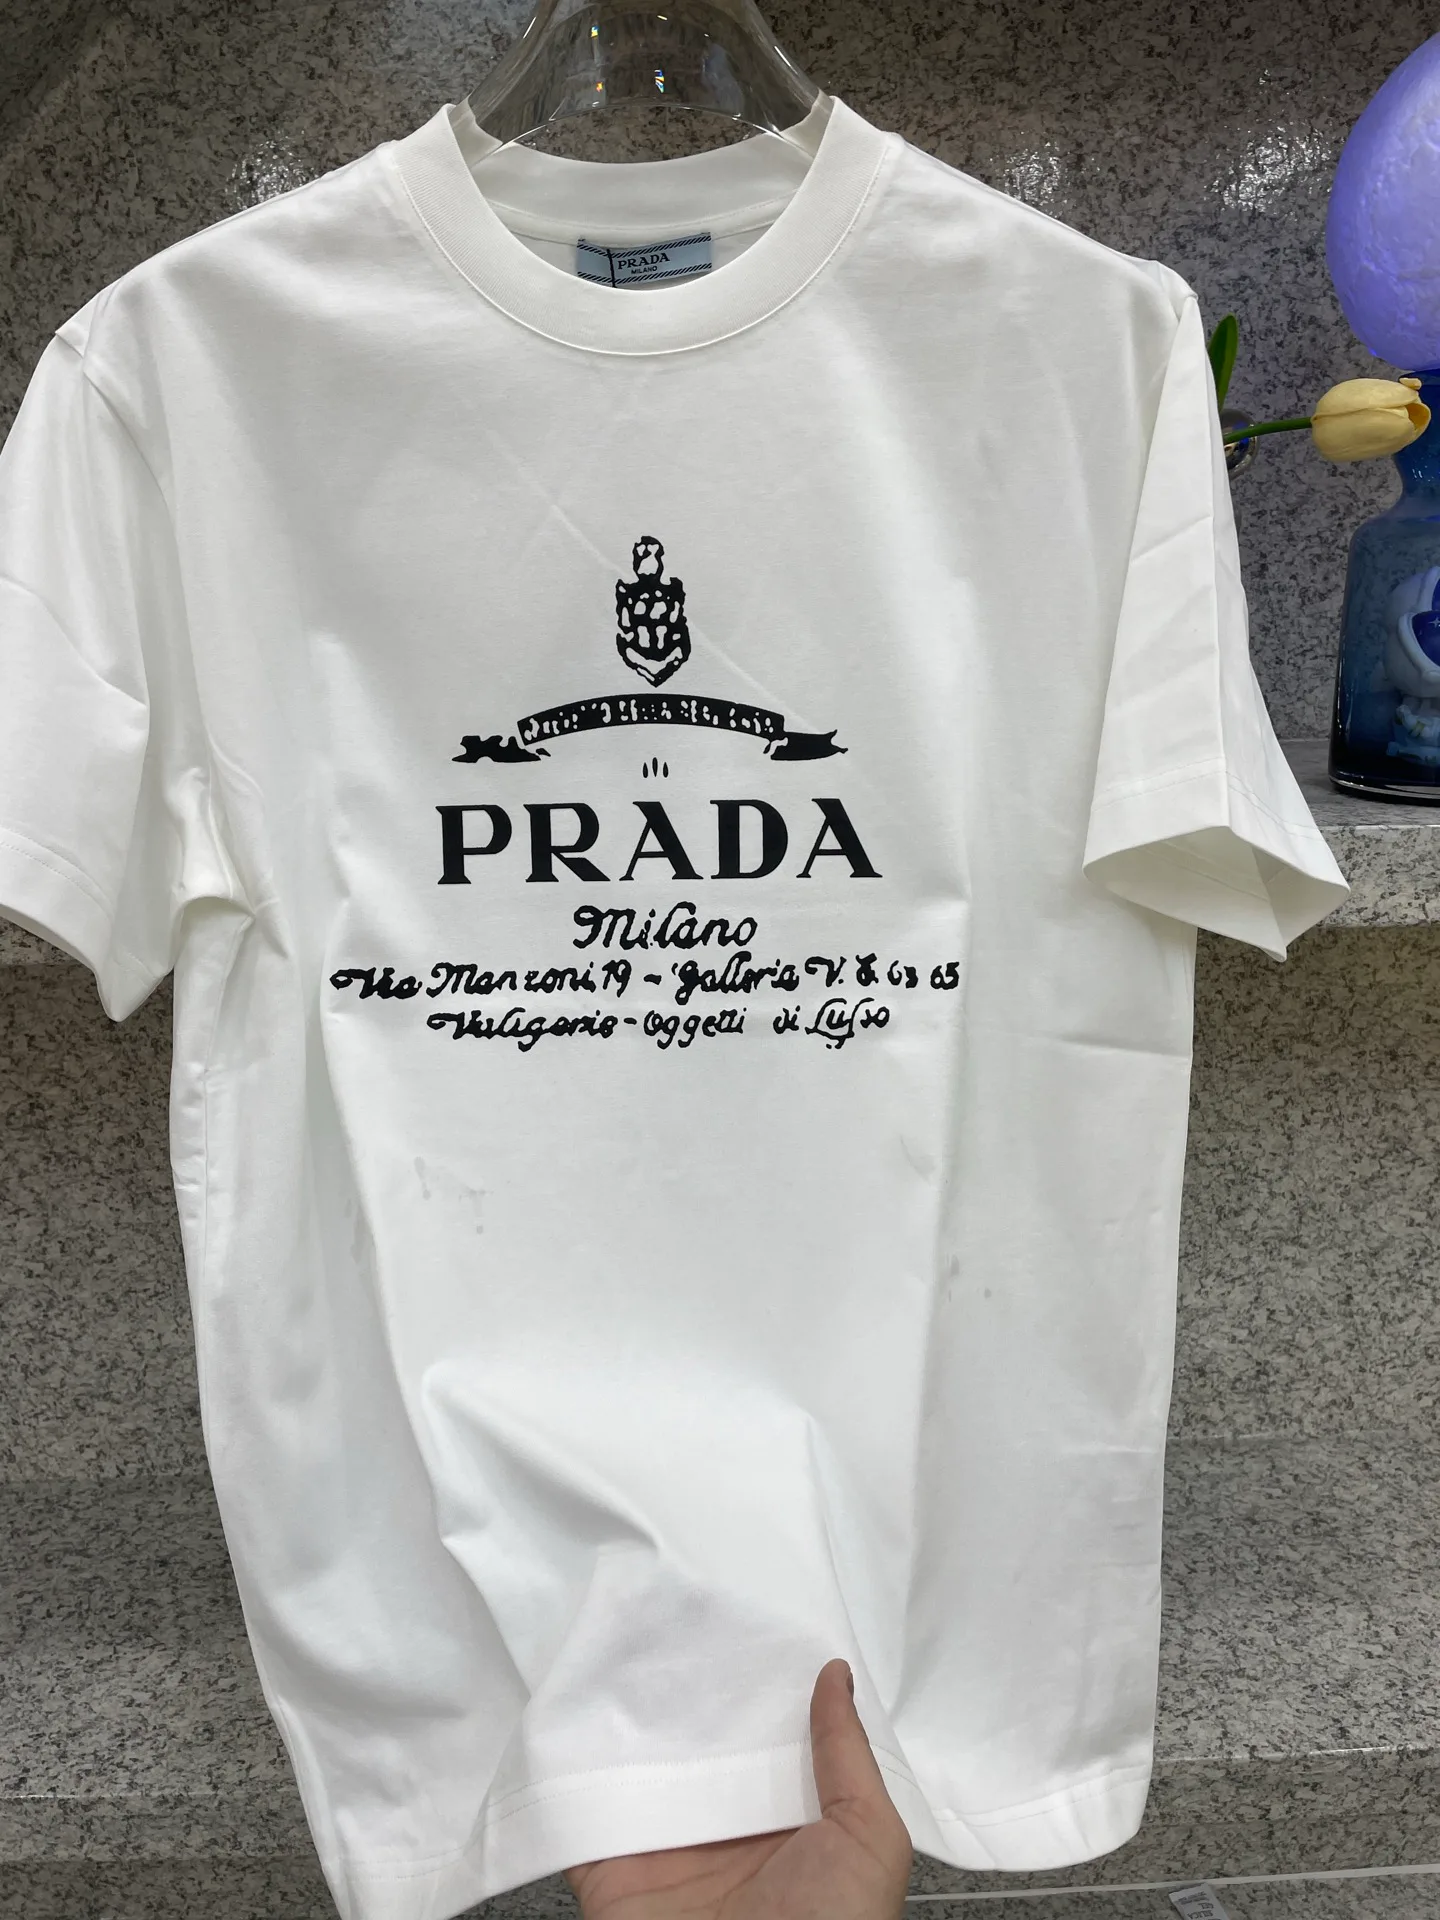 PRADA
MILANO
PRADA
Milano
Via Manzoni, 19 - Galleria V. E. 63 65
Valigerie - Oggetti di Lusso